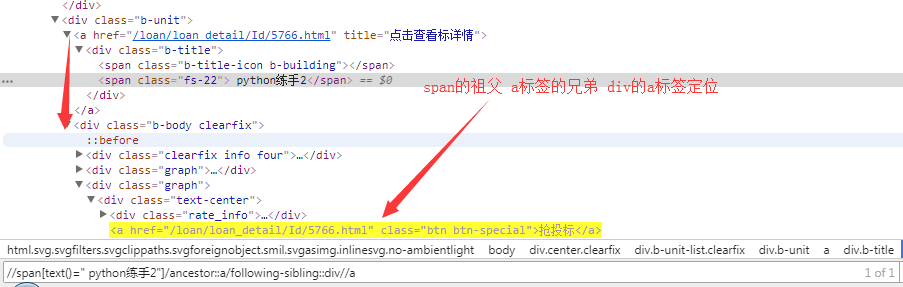 </div>
<div class="b-unit">
<a href="/loan/loan_detail/Id/5766.html" title="点击查看标详情">
<div class="b-title">
<span class="b-title-icon b-building"></span>
<span class="fs-22"> python练手2</span> == $0
</div>
</a>
<div class="b-body clearfix">
::before
<div class="clearfix info four">…</div>
<div class="graph">…</div>
<div class="graph">
<div class="text-center">
<div class="rate_info">…</div>
<a href="/loan/loan_detail/Id/5766.html" class="btn btn-special">抢投标</a>
span的祖父 a标签的兄弟 div的a标签定位
html.svg.svgfilters.svgclippaths.svgforeignobject.smil.svgasimg.inlinesvg.no-ambientlight body div.center.clearfix div.b-unit-list.clearfix div.b-unit a div.b-title
//span[text()=" python练手2"]/ancestor::a/following-sibling::div//a 1 of 1